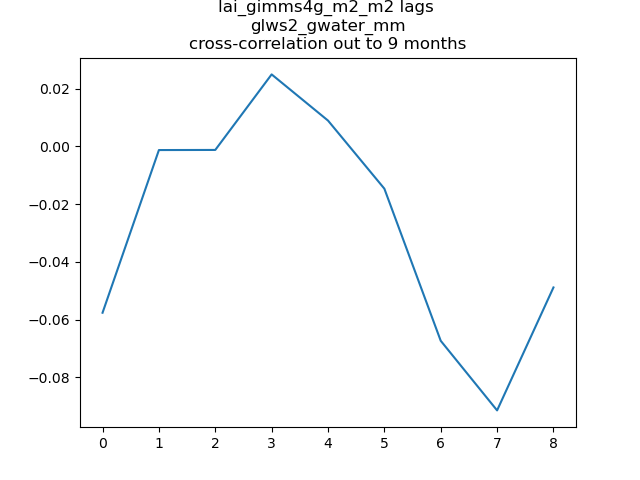 lai_gimms4g_m2_m2 lags
glws2_gwater_mm
cross-correlation out to 9 months
0.02
0.00
−0.02
−0.04
−0.06
−0.08
0 1 2 3 4 5 6 7 8